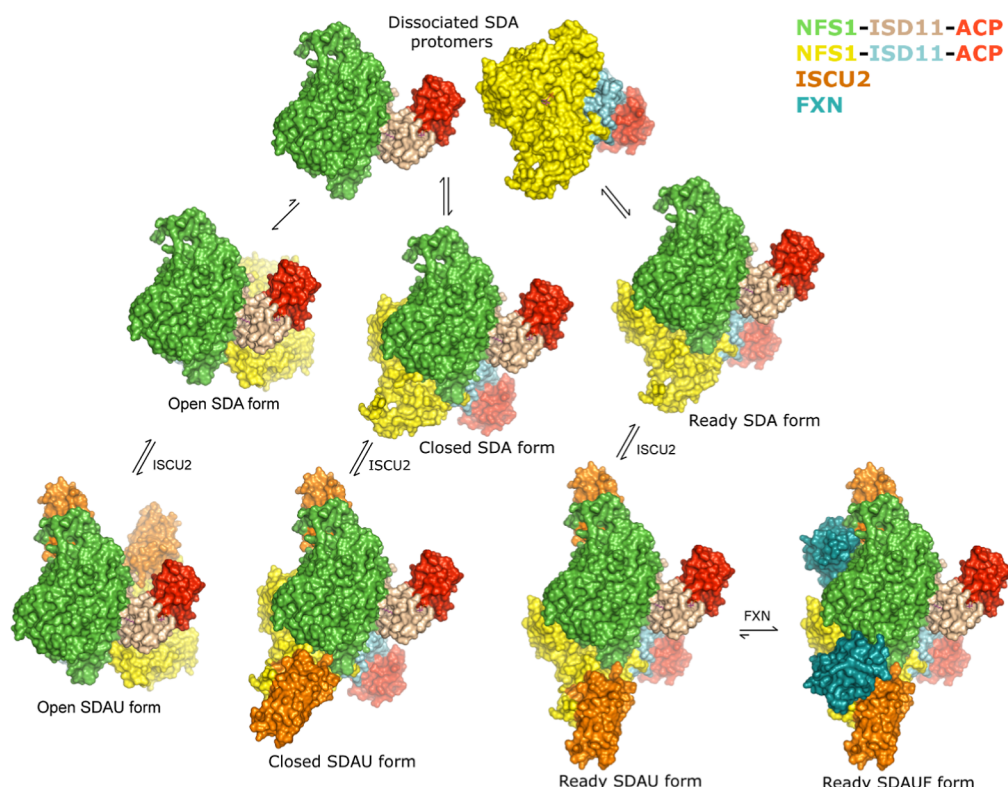 Dissociated SDA
protomers
NFS1-ISD11-ACP
NFS1-ISD11-ACP
ISCU2
FXN
Open SDA form
Closed SDA form
Ready SDA form
ISCU2
ISCU2
ISCU2
FXN
Open SDAU form
Closed SDAU form
Ready SDAU form
Ready SDAUF form